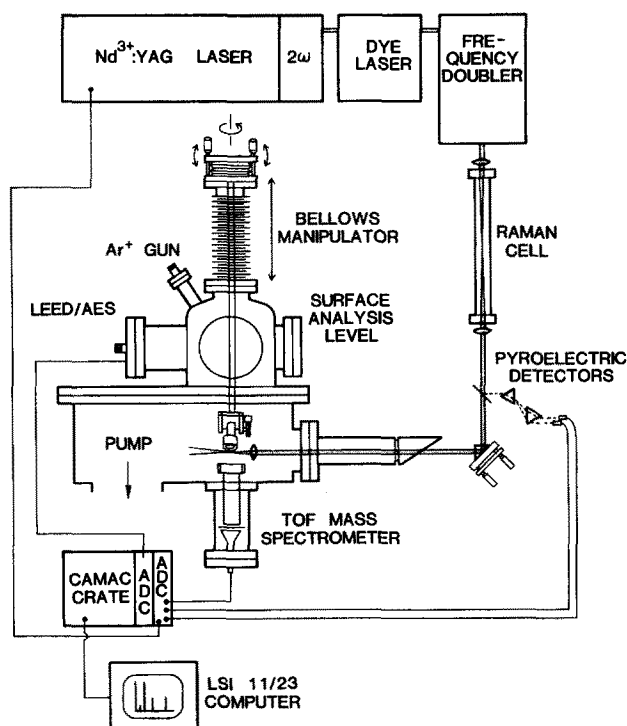 Nd³⁺:YAG LASER
2ω
DYE
LASER
FRE-
QUENCY
DOUBLER
BELLOWS
MANIPULATOR
RAMAN
CELL
Ar⁺ GUN
LEED/AES
SURFACE
ANALYSIS
LEVEL
PYROELECTRIC
DETECTORS
PUMP
TOF MASS
SPECTROMETER
CAMAC
CRATE
ADC
ADC
LSI 11/23
COMPUTER